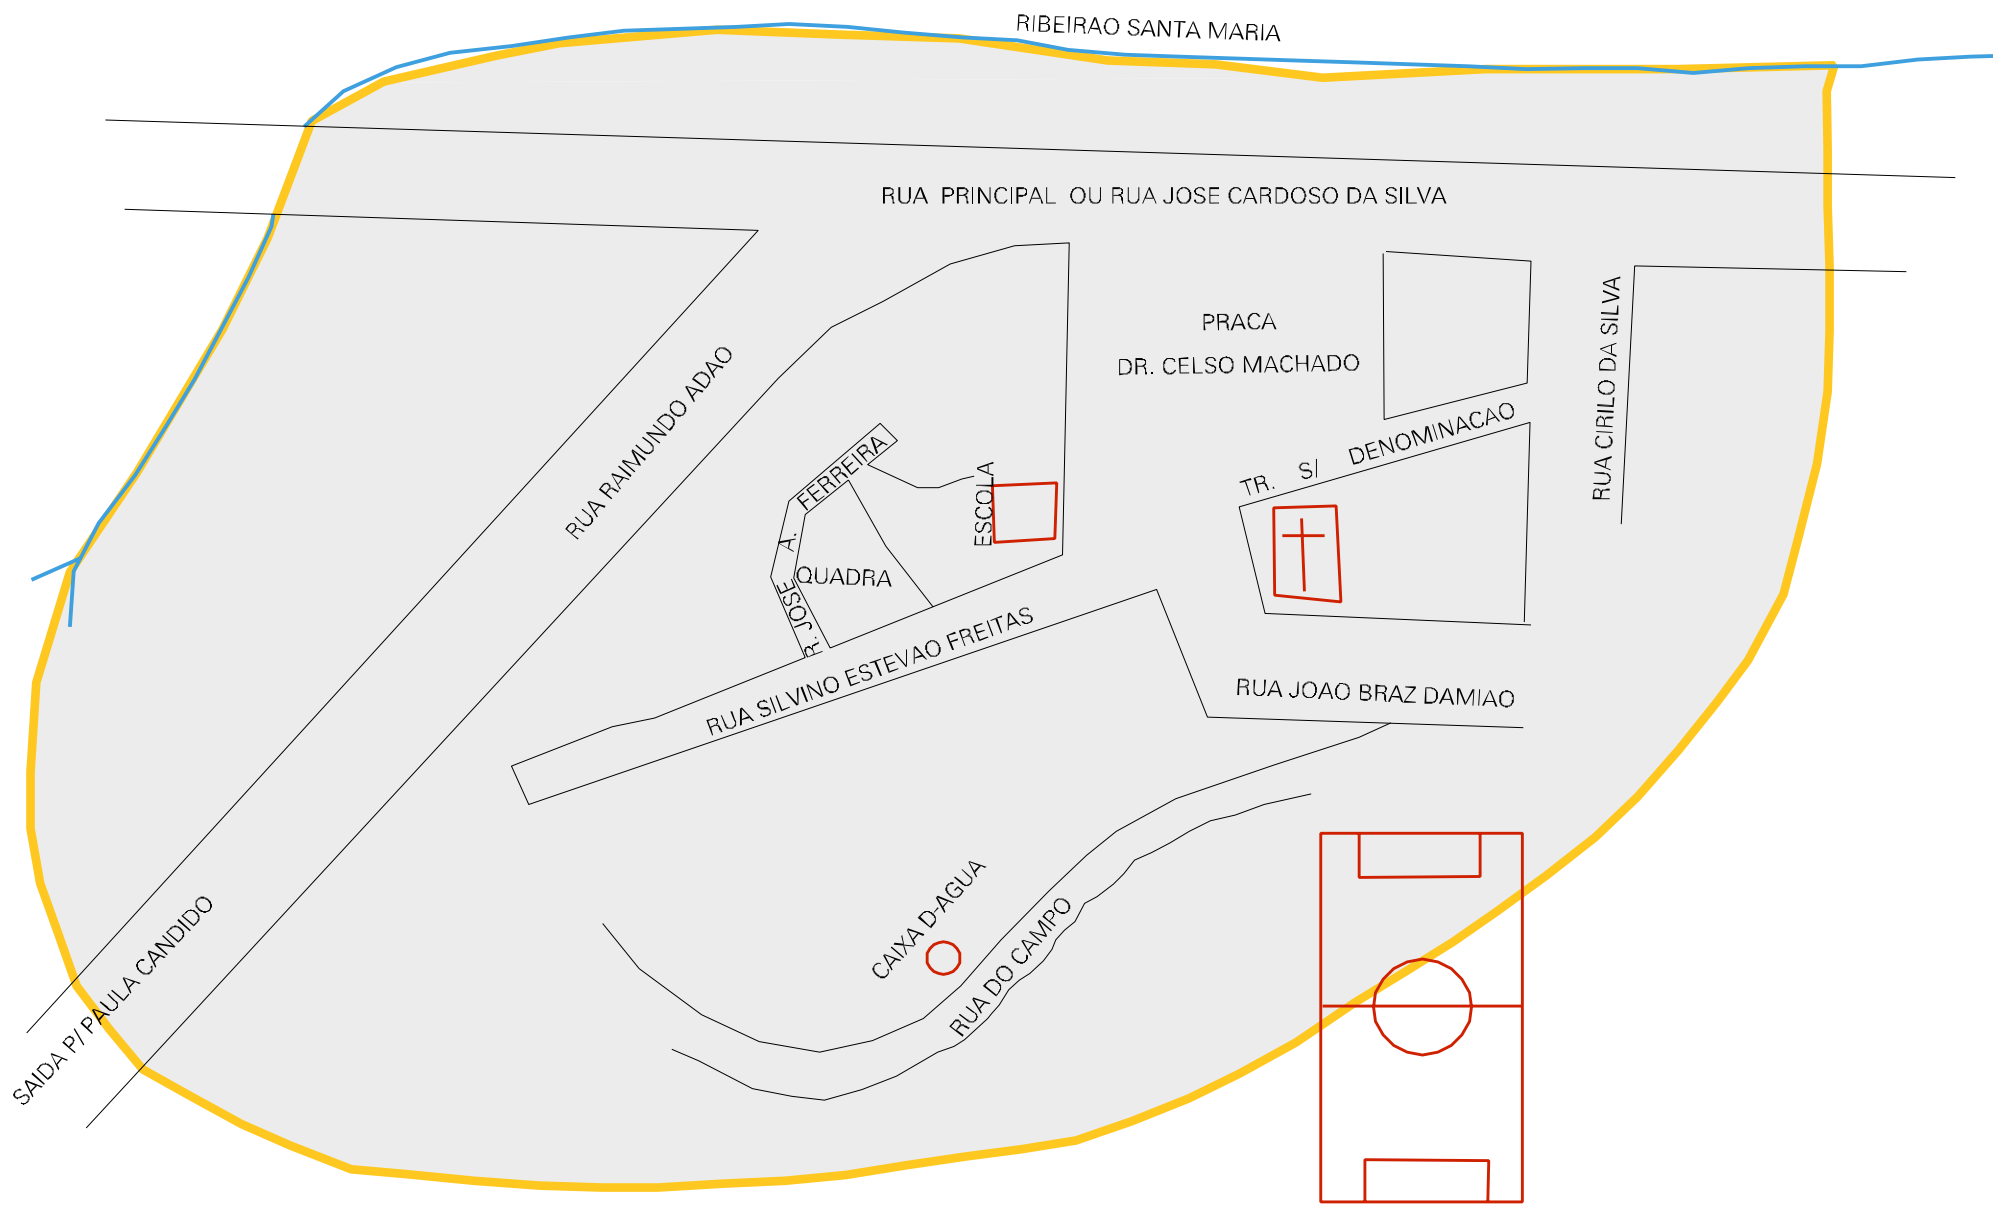 RIBEIRAO SANTA MARIA
RUA PRINCIPAL OU RUA JOSE CARDOSO DA SILVA
PRACA
DR. CELSO MACHADO
RUA CIRILO DA SILVA
RUA RAIMUNDO ADAO
TR. S/ DENOMINACAO
R. JOSE A. FERREIRA
ESCOLA
QUADRA
RUA SILVINO ESTEVAO FREITAS
RUA JOAO BRAZ DAMIAO
CAIXA D-AGUA
RUA DO CAMPO
SAIDA P/ PAULA CANDIDO